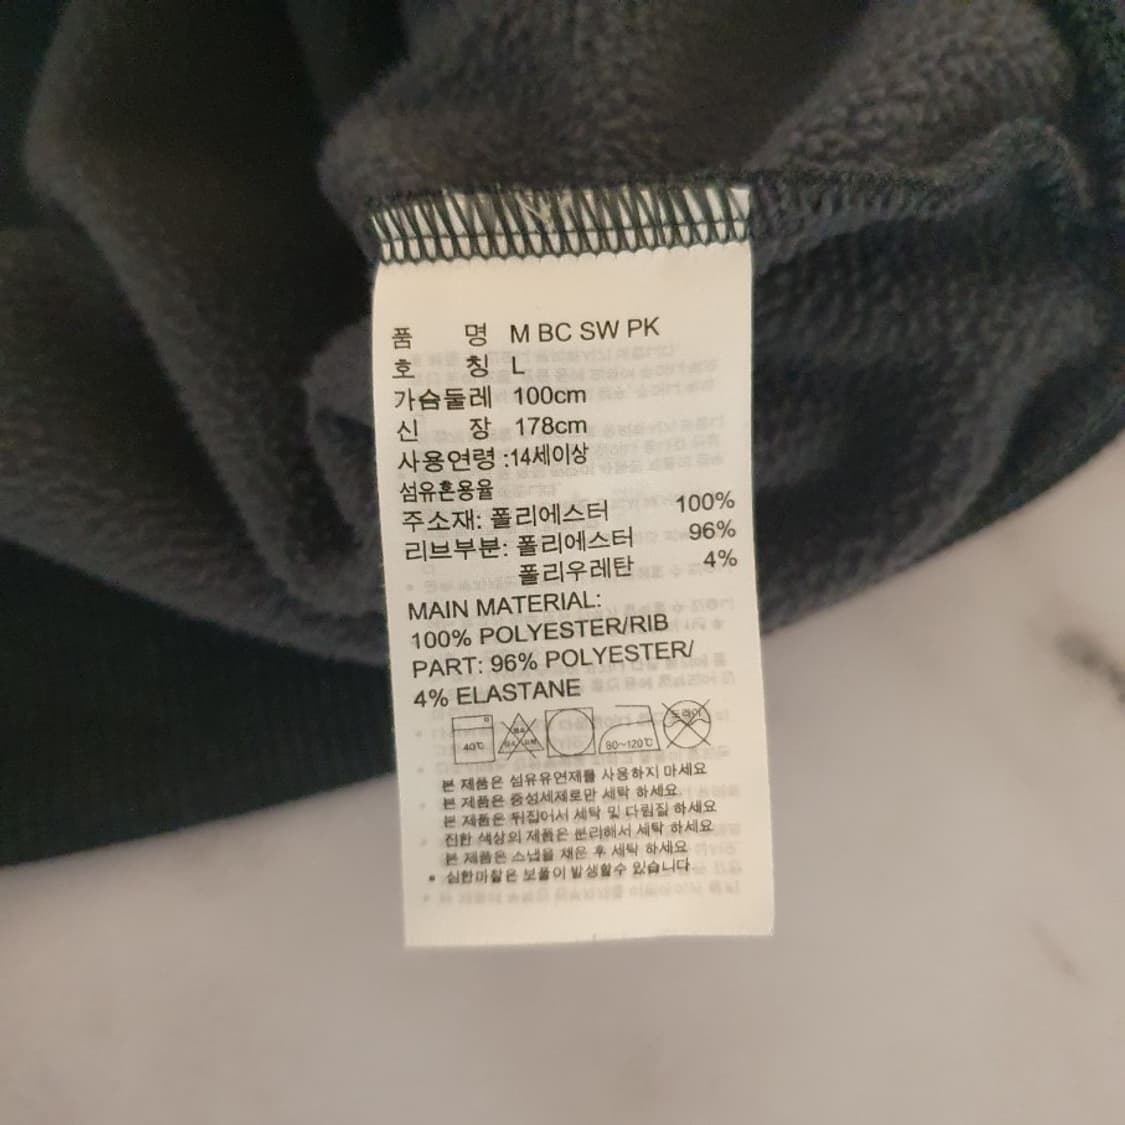 품 명 M BC SW PK
호 칭 L
가슴둘레 100cm
신 장 178cm
사용연령 :14세이상
섬유혼용율
주소재: 폴리에스터 100%
리브부분: 폴리에스터 96%
폴리우레탄 4%
MAIN MATERIAL:
100% POLYESTER/RIB
PART: 96% POLYESTER/
4% ELASTANE
40℃ 80~120℃ 드라이
본 제품은 섬유유연제를 사용하지 마세요
본 제품은 중성세제로만 세탁 하세요
본 제품은 뒤집어서 세탁 및 다림질 하세요
진한 색상의 제품은 분리해서 세탁 하세요
본 제품은 스냅을 채운 후 세탁 하세요
• 심한마찰은 보풀이 발생할수 있습니다